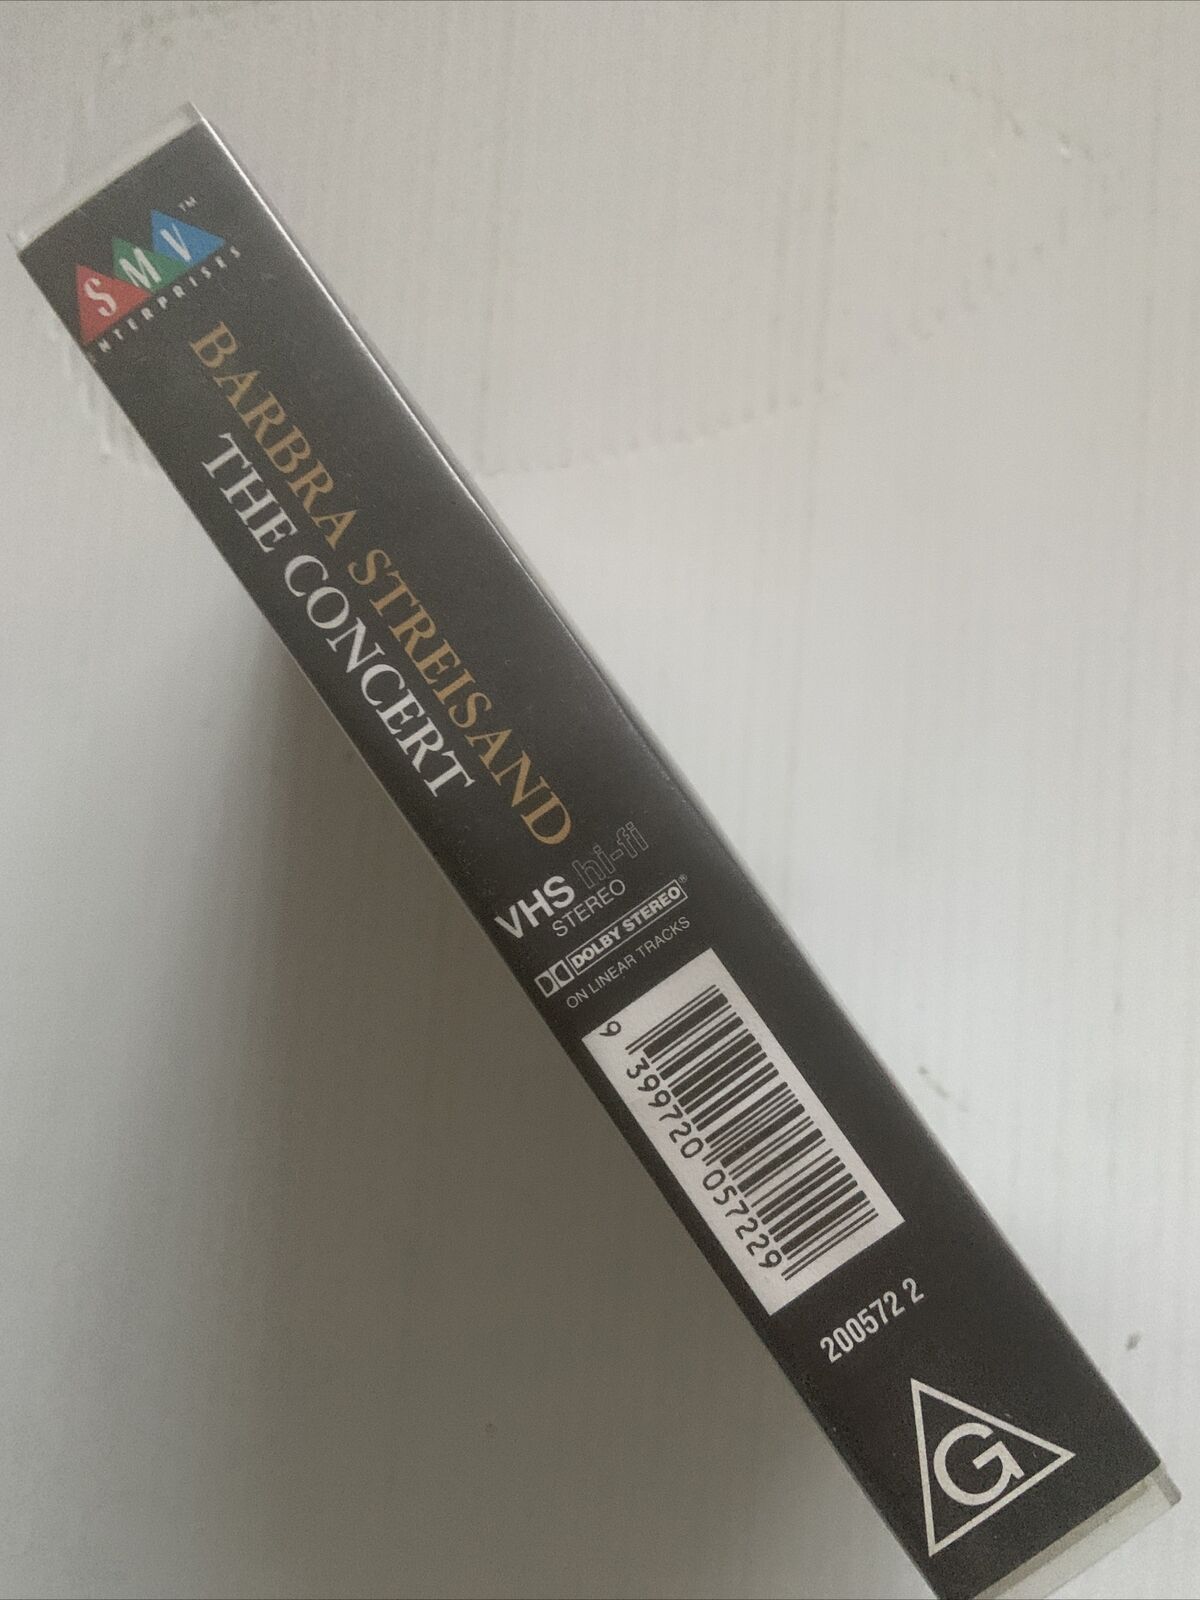 SMV™
ENTERPRISES
BARBRA STREISAND
THE CONCERT
VHS hi-fi
STEREO
DOLBY STEREO®
ON LINEAR TRACKS
9 399720 057229
200572 2
G